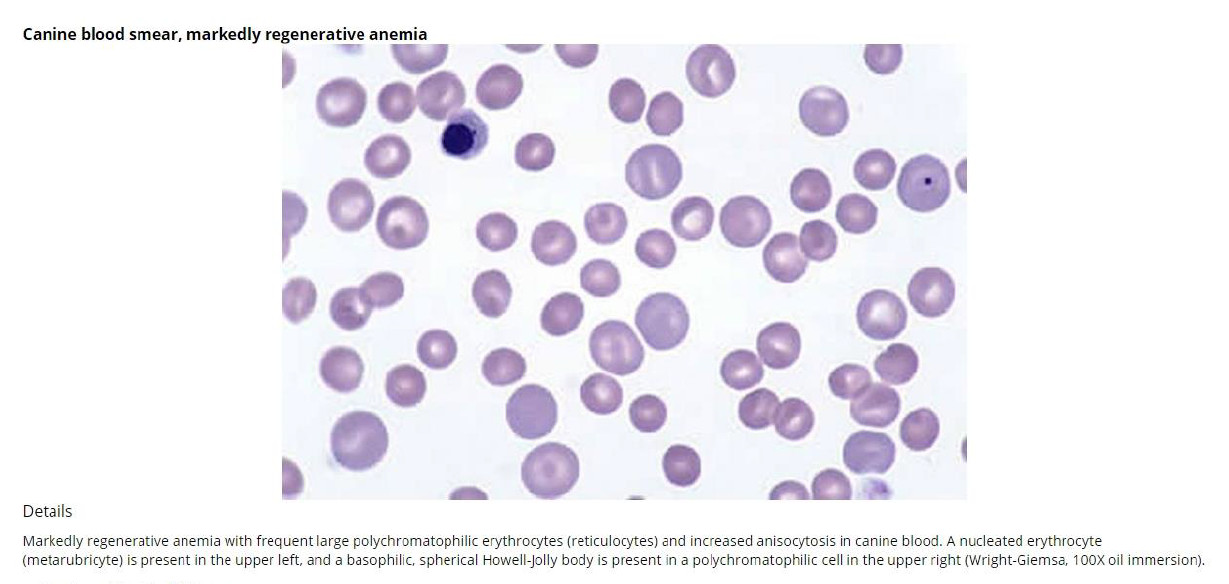 Canine blood smear, markedly regenerative anemia
Details
Markedly regenerative anemia with frequent large polychromatophilic erythrocytes (reticulocytes) and increased anisocytosis in canine blood. A nucleated erythrocyte
(metarubricyte) is present in the upper left, and a basophilic, spherical Howell-Jolly body is present in a polychromatophilic cell in the upper right (Wright-Giemsa, 100X oil immersion).